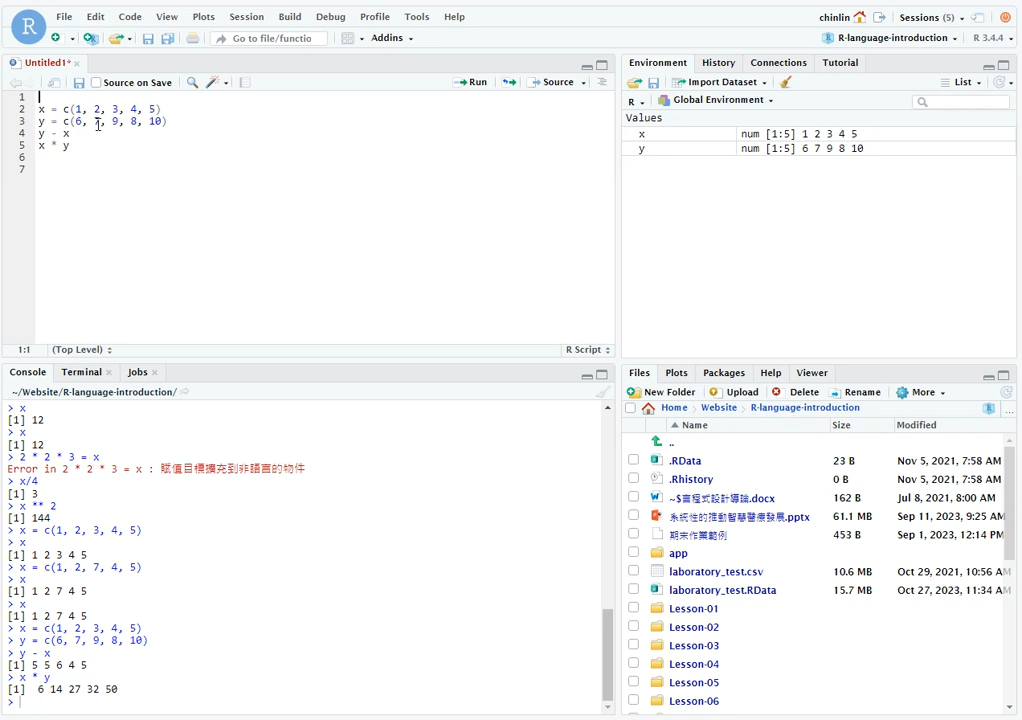 File Edit Code View Plots Session Build Debug Profile Tools Help
chinlin
Sessions (5)
R
Go to file/functio
Addins
R-language-introduction
R 3.4.4
Untitled1*
Source on Save
Run
Source
1
2 x = c(1, 2, 3, 4, 5)
3 y = c(6, 7, 9, 8, 10)
4 y - x
5 x * y
6
7
1:1 (Top Level)
R Script
Environment History Connections Tutorial
Import Dataset
List
R Global Environment
Values
x num [1:5] 1 2 3 4 5
y num [1:5] 6 7 9 8 10
Console Terminal Jobs
~/Website/R-language-introduction/
> x
[1] 12
> x
[1] 12
> 2 * 2 * 3 = x
Error in 2 * 2 * 3 = x : 賦值目標擴充到非語言的物件
> x/4
[1] 3
> x ** 2
[1] 144
> x = c(1, 2, 3, 4, 5)
> x
[1] 1 2 3 4 5
> x = c(1, 2, 7, 4, 5)
> x
[1] 1 2 7 4 5
> x
[1] 1 2 7 4 5
> x = c(1, 2, 3, 4, 5)
> y = c(6, 7, 9, 8, 10)
> y - x
[1] 5 5 6 4 5
> x * y
[1]  6 14 27 32 50
>
Files Plots Packages Help Viewer
New Folder Upload Delete Rename More
Home Website R-language-introduction
Name Size Modified
..
.RData 23 B Nov 5, 2021, 7:58 AM
.Rhistory 0 B Nov 5, 2021, 7:58 AM
~$言程式設計導論.docx 162 B Jul 8, 2021, 8:00 AM
系統性的推動智慧醫療發展.pptx 61.1 MB Sep 11, 2023, 9:25 AM
期末作業範例 453 B Sep 1, 2023, 12:14 PM
app
laboratory_test.csv 10.6 MB Oct 29, 2021, 10:56 AM
laboratory_test.RData 15.7 MB Oct 27, 2023, 11:34 AM
Lesson-01
Lesson-02
Lesson-03
Lesson-04
Lesson-05
Lesson-06